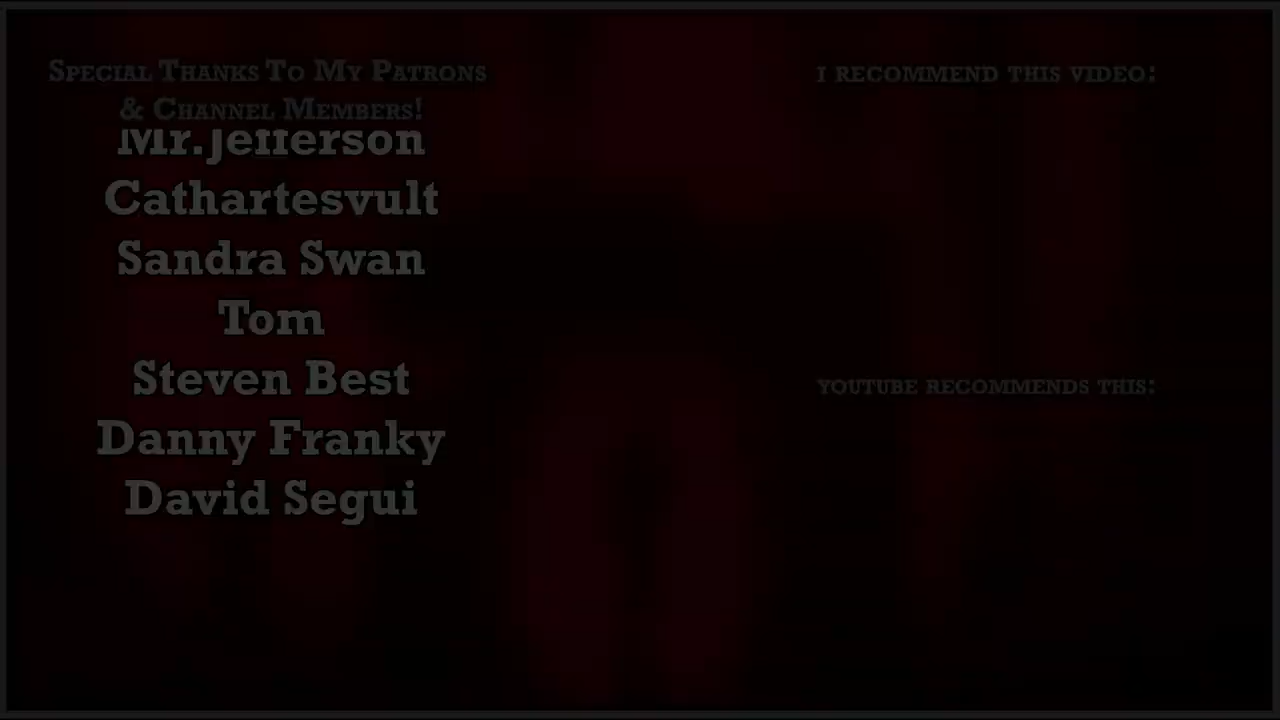 Special Thanks To My Patrons
& Channel Members!
Mr. Jefferson
Cathartesvult
Sandra Swan
Tom
Steven Best
Danny Franky
David Segui
I RECOMMEND THIS VIDEO:
YOUTUBE RECOMMENDS THIS: